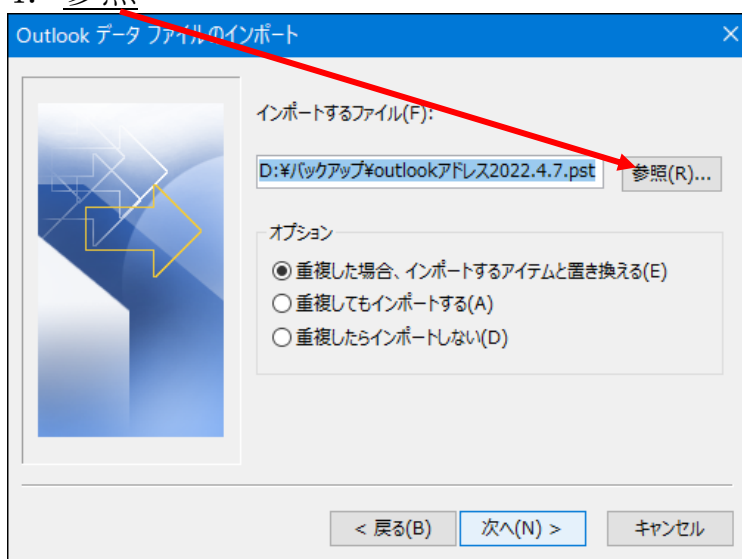 4. 参照
Outlook データ ファイルのインポート
インポートするファイル(F):
D:¥バックアップ¥outlookアドレス2022.4.7.pst
参照(R)...
オプション
重複した場合、インポートするアイテムと置き換える(E)
重複してもインポートする(A)
重複したらインポートしない(D)
< 戻る(B) 次へ(N) > キャンセル